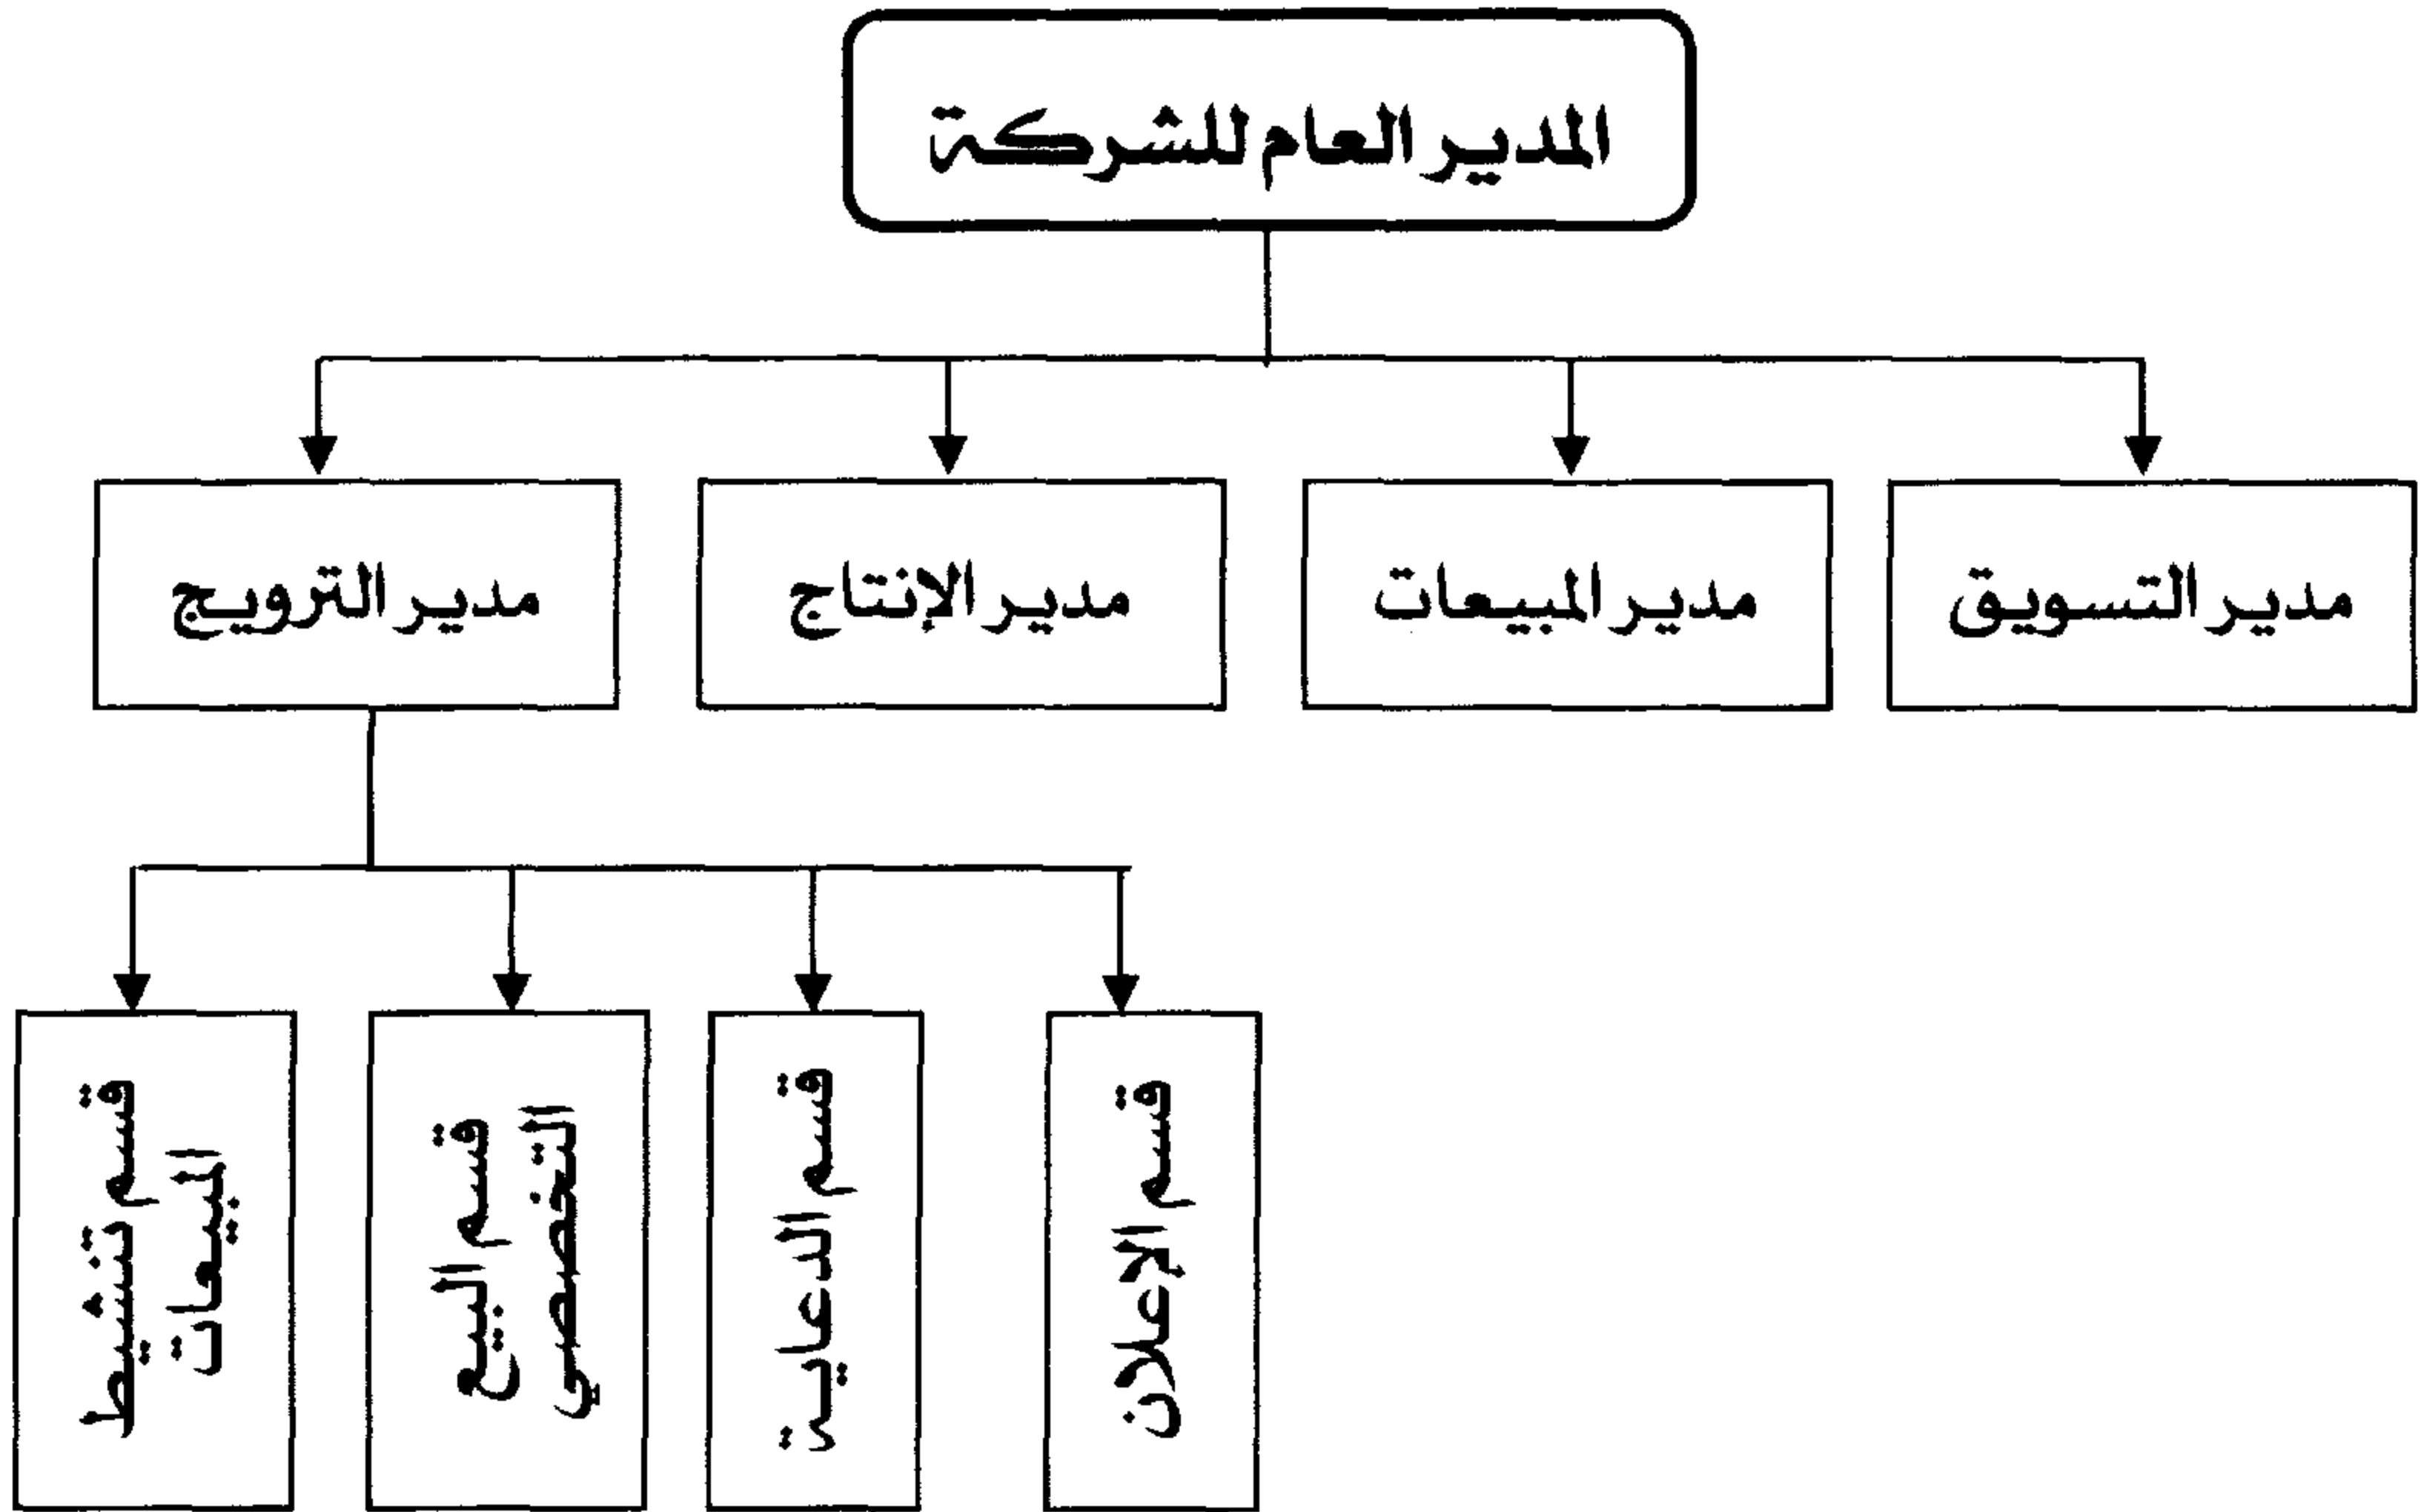 المدير العام للشركة
مدير التسويق
مدير المبيعات
مدير الإنتاج
مدير الترويج
قسم الإعلان
قسم الدعاية
قسم البيع
التخصصي
قسم تنشيط
المبيعات